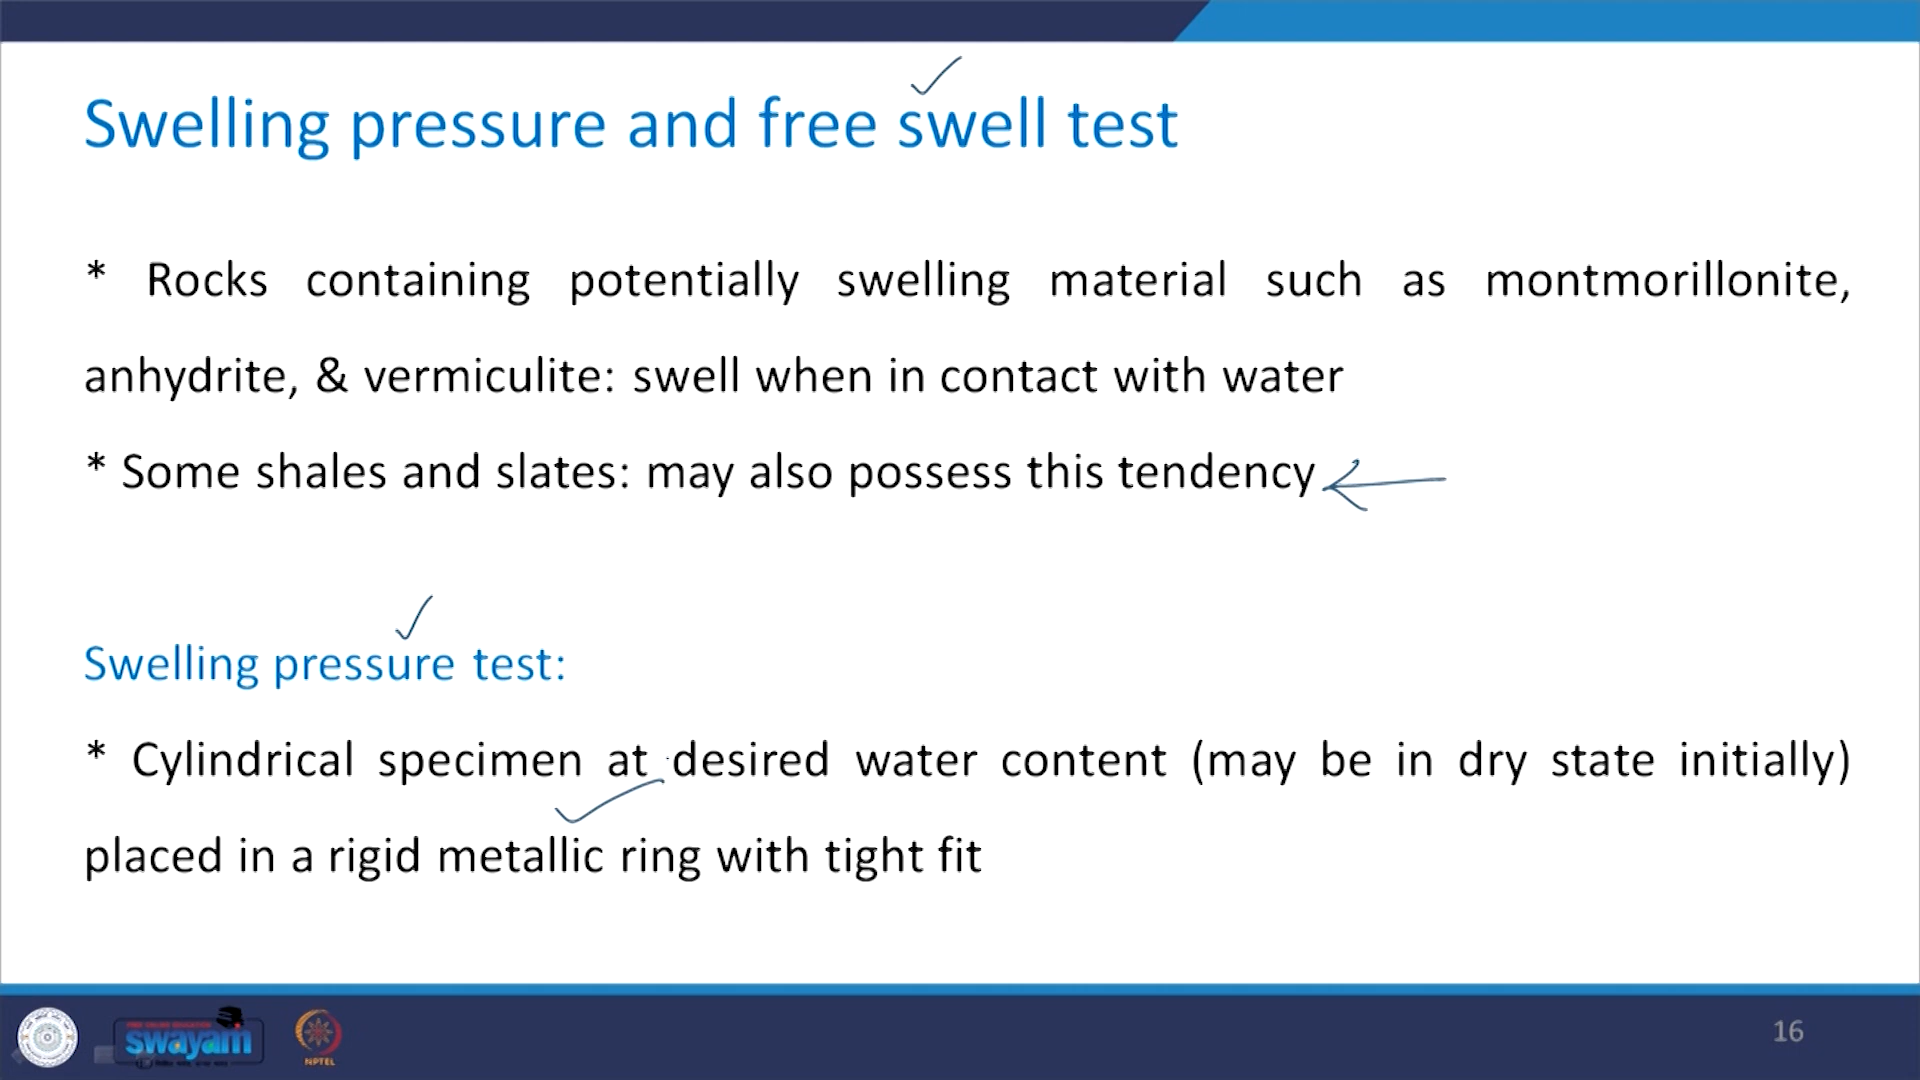 Swelling pressure and free swell test
* Rocks containing potentially swelling material such as montmorillonite,
anhydrite, & vermiculite: swell when in contact with water
* Some shales and slates: may also possess this tendency
Swelling pressure test:
* Cylindrical specimen at desired water content (may be in dry state initially)
placed in a rigid metallic ring with tight fit
swayam
NPTEL
16